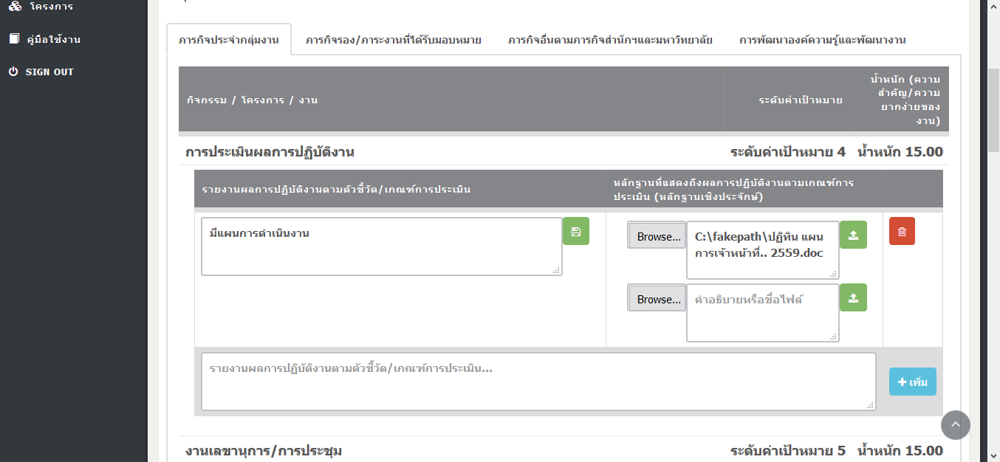 โครงการ
คู่มือใช้งาน
SIGN OUT
ภารกิจประจำกลุ่มงาน
ภารกิจรอง/ภาระงานที่ได้รับมอบหมาย
ภารกิจอื่นตามภารกิจสำนักฯและมหาวิทยาลัย
การพัฒนาองค์ความรู้และพัฒนางาน
กิจกรรม / โครงการ / งาน
ระดับค่าเป้าหมาย
น้ำหนัก (ความ
สำคัญ/ความ
ยากง่ายของ
งาน)
การประเมินผลการปฏิบัติงาน
ระดับค่าเป้าหมาย 4 น้ำหนัก 15.00
รายงานผลการปฏิบัติงานตามตัวชี้วัด/เกณฑ์การประเมิน
หลักฐานที่แสดงถึงผลการปฏิบัติงานตามเกณฑ์การ
ประเมิน (หลักฐานเชิงประจักษ์)
มีแผนการดำเนินงาน
Browse...
C:\fakepath\ปฏิทิน แผน
การเจ้าหน้าที่.. 2559.doc
Browse...
คำอธิบายหรือชื่อไฟล์
รายงานผลการปฏิบัติงานตามตัวชี้วัด/เกณฑ์การประเมิน...
เพิ่ม
งานเลขานุการ/การประชุม
ระดับค่าเป้าหมาย 5 น้ำหนัก 15.00